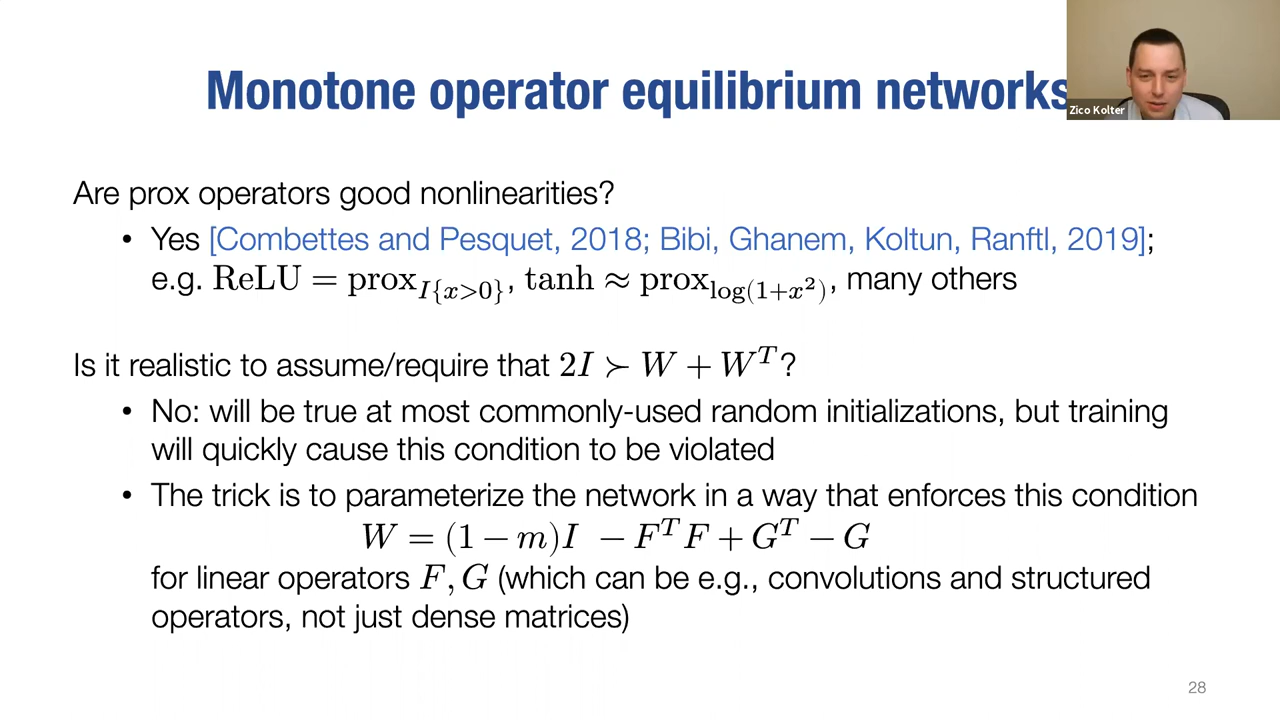 Monotone operator equilibrium networks
Zico Kolter
Are prox operators good nonlinearities?
• Yes [Combettes and Pesquet, 2018; Bibi, Ghanem, Koltun, Ranftl, 2019];
e.g. ReLU = prox_{I{x>0}}, tanh ≈ prox_{log(1+x²)}, many others
Is it realistic to assume/require that 2I ≻ W + W^T?
• No: will be true at most commonly-used random initializations, but training
will quickly cause this condition to be violated
• The trick is to parameterize the network in a way that enforces this condition
W = (1 − m)I − F^T F + G^T − G
for linear operators F, G (which can be e.g., convolutions and structured
operators, not just dense matrices)
28